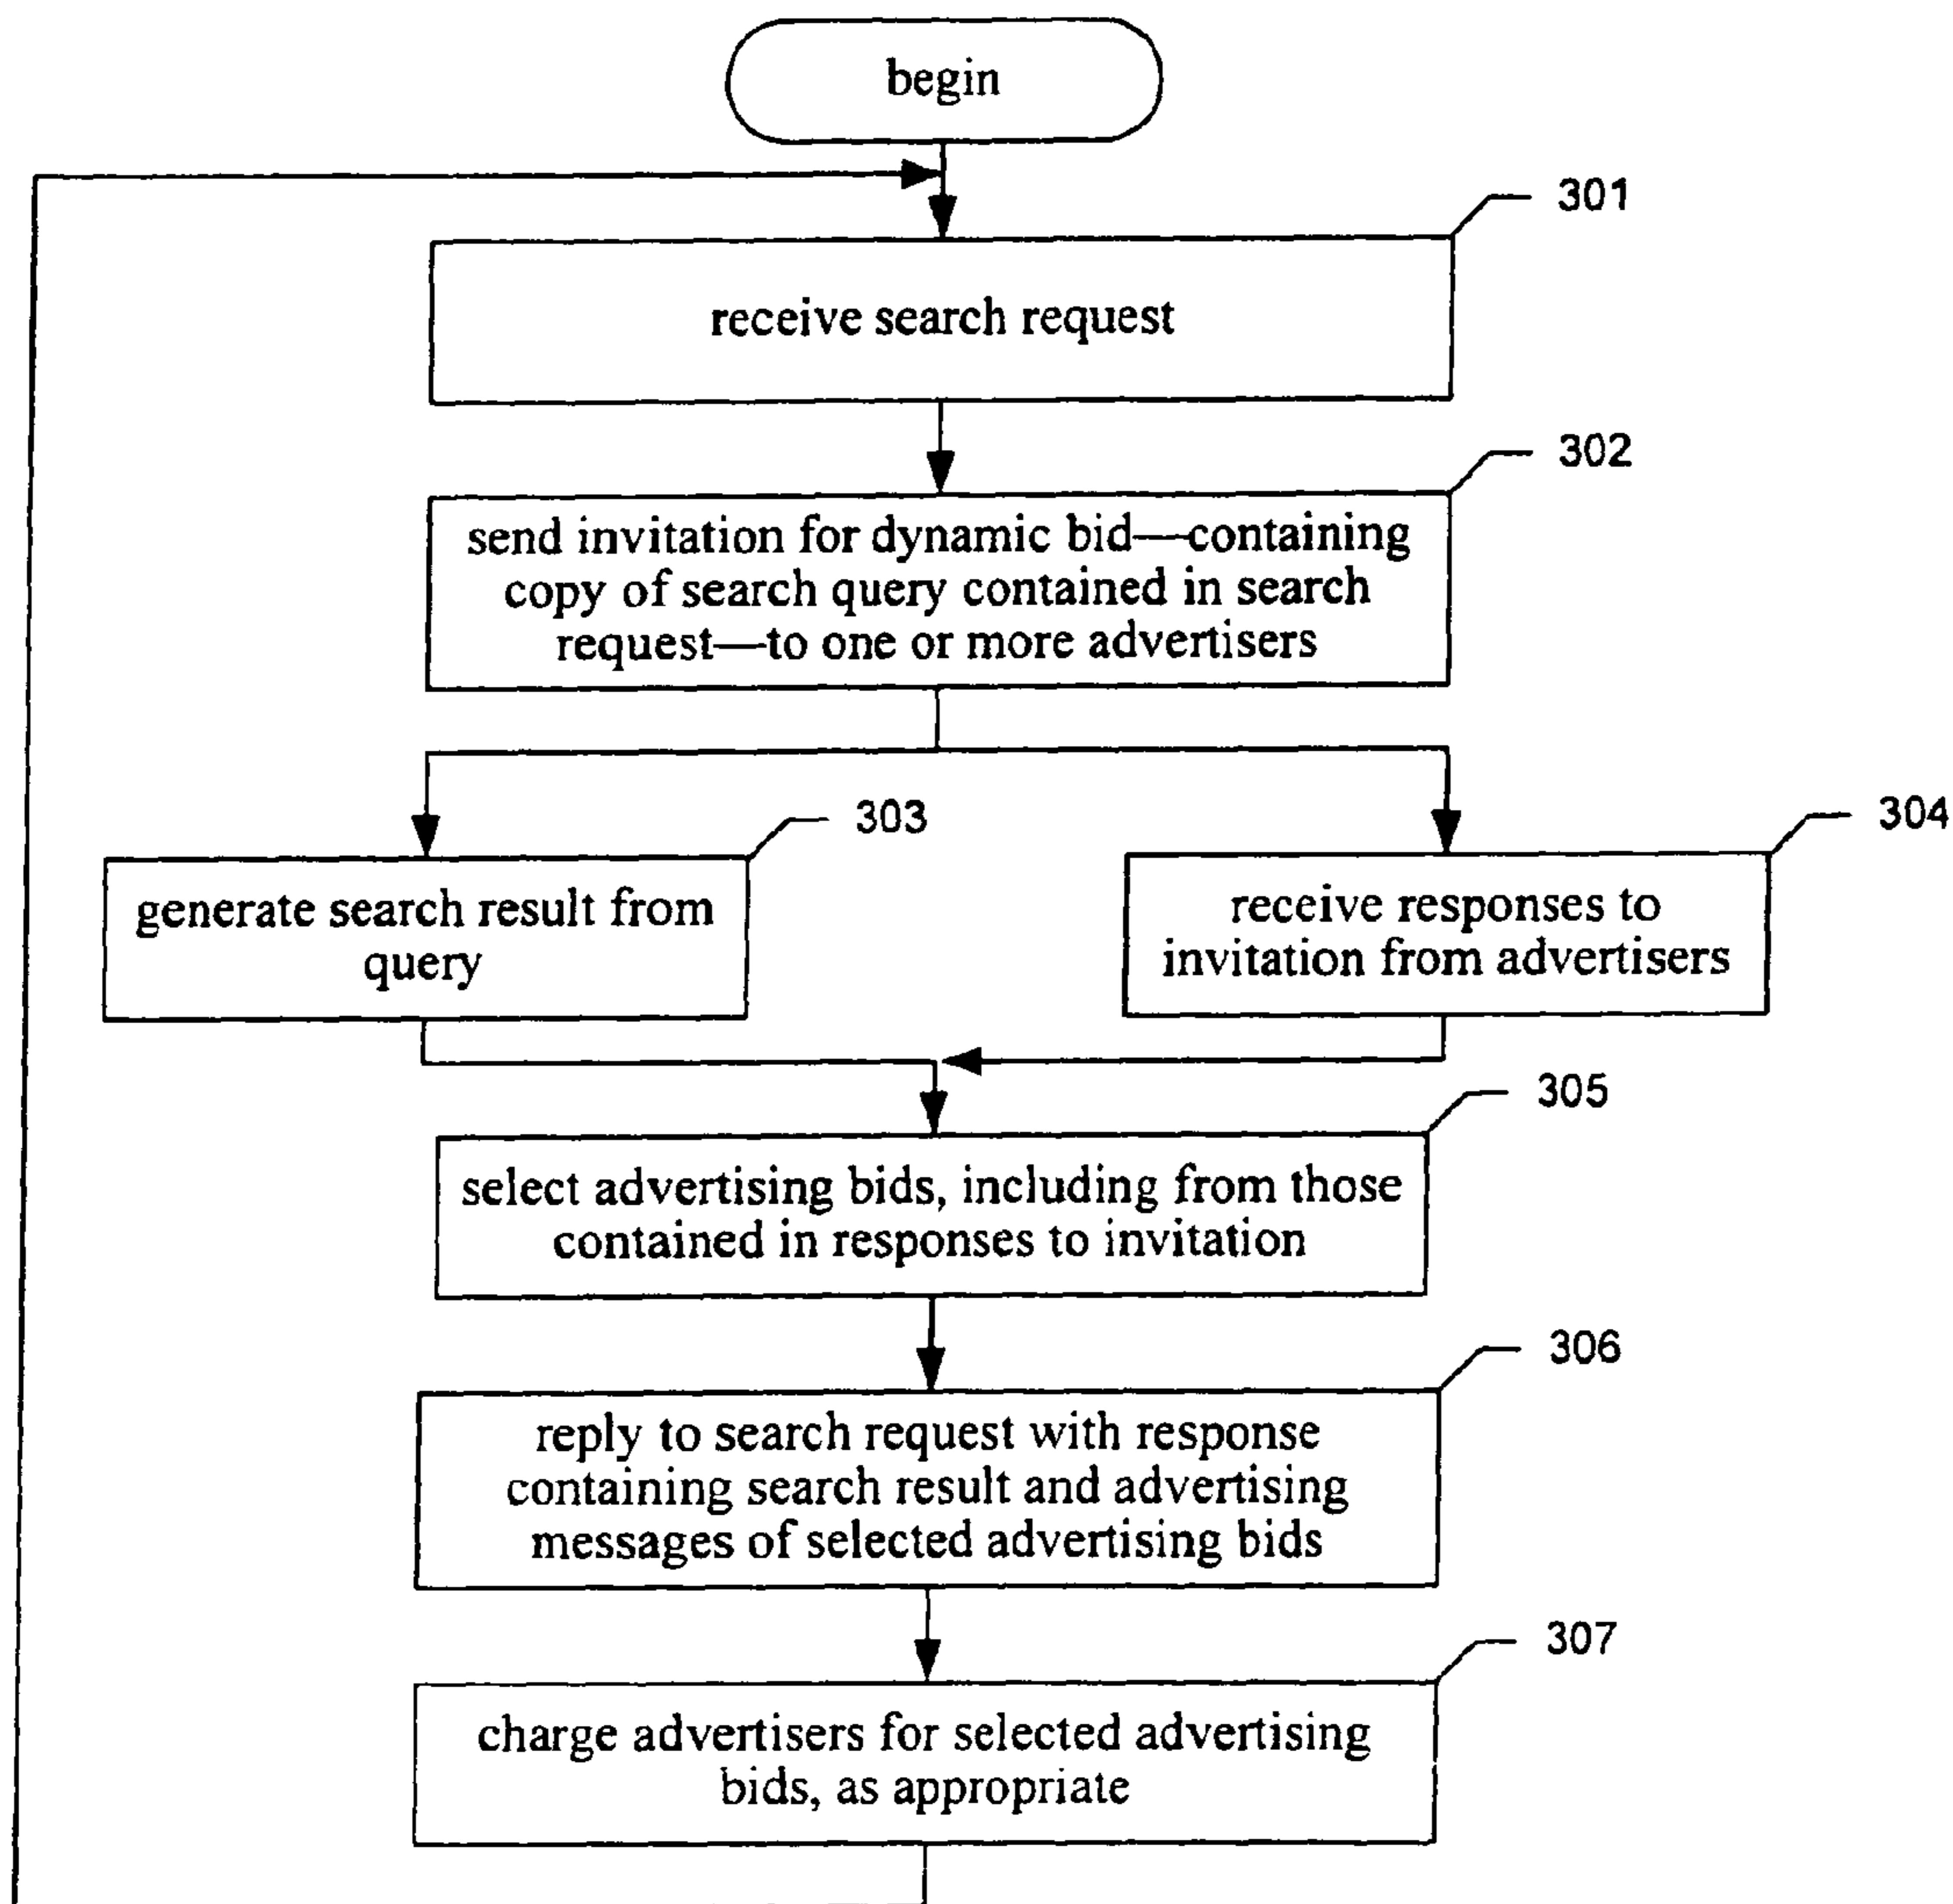 begin
301
receive search request
302
send invitation for dynamic bid—containing
copy of search query contained in search
request—to one or more advertisers
303
generate search result from
query
304
receive responses to
invitation from advertisers
305
select advertising bids, including from those
contained in responses to invitation
306
reply to search request with response
containing search result and advertising
messages of selected advertising bids
307
charge advertisers for selected advertising
bids, as appropriate